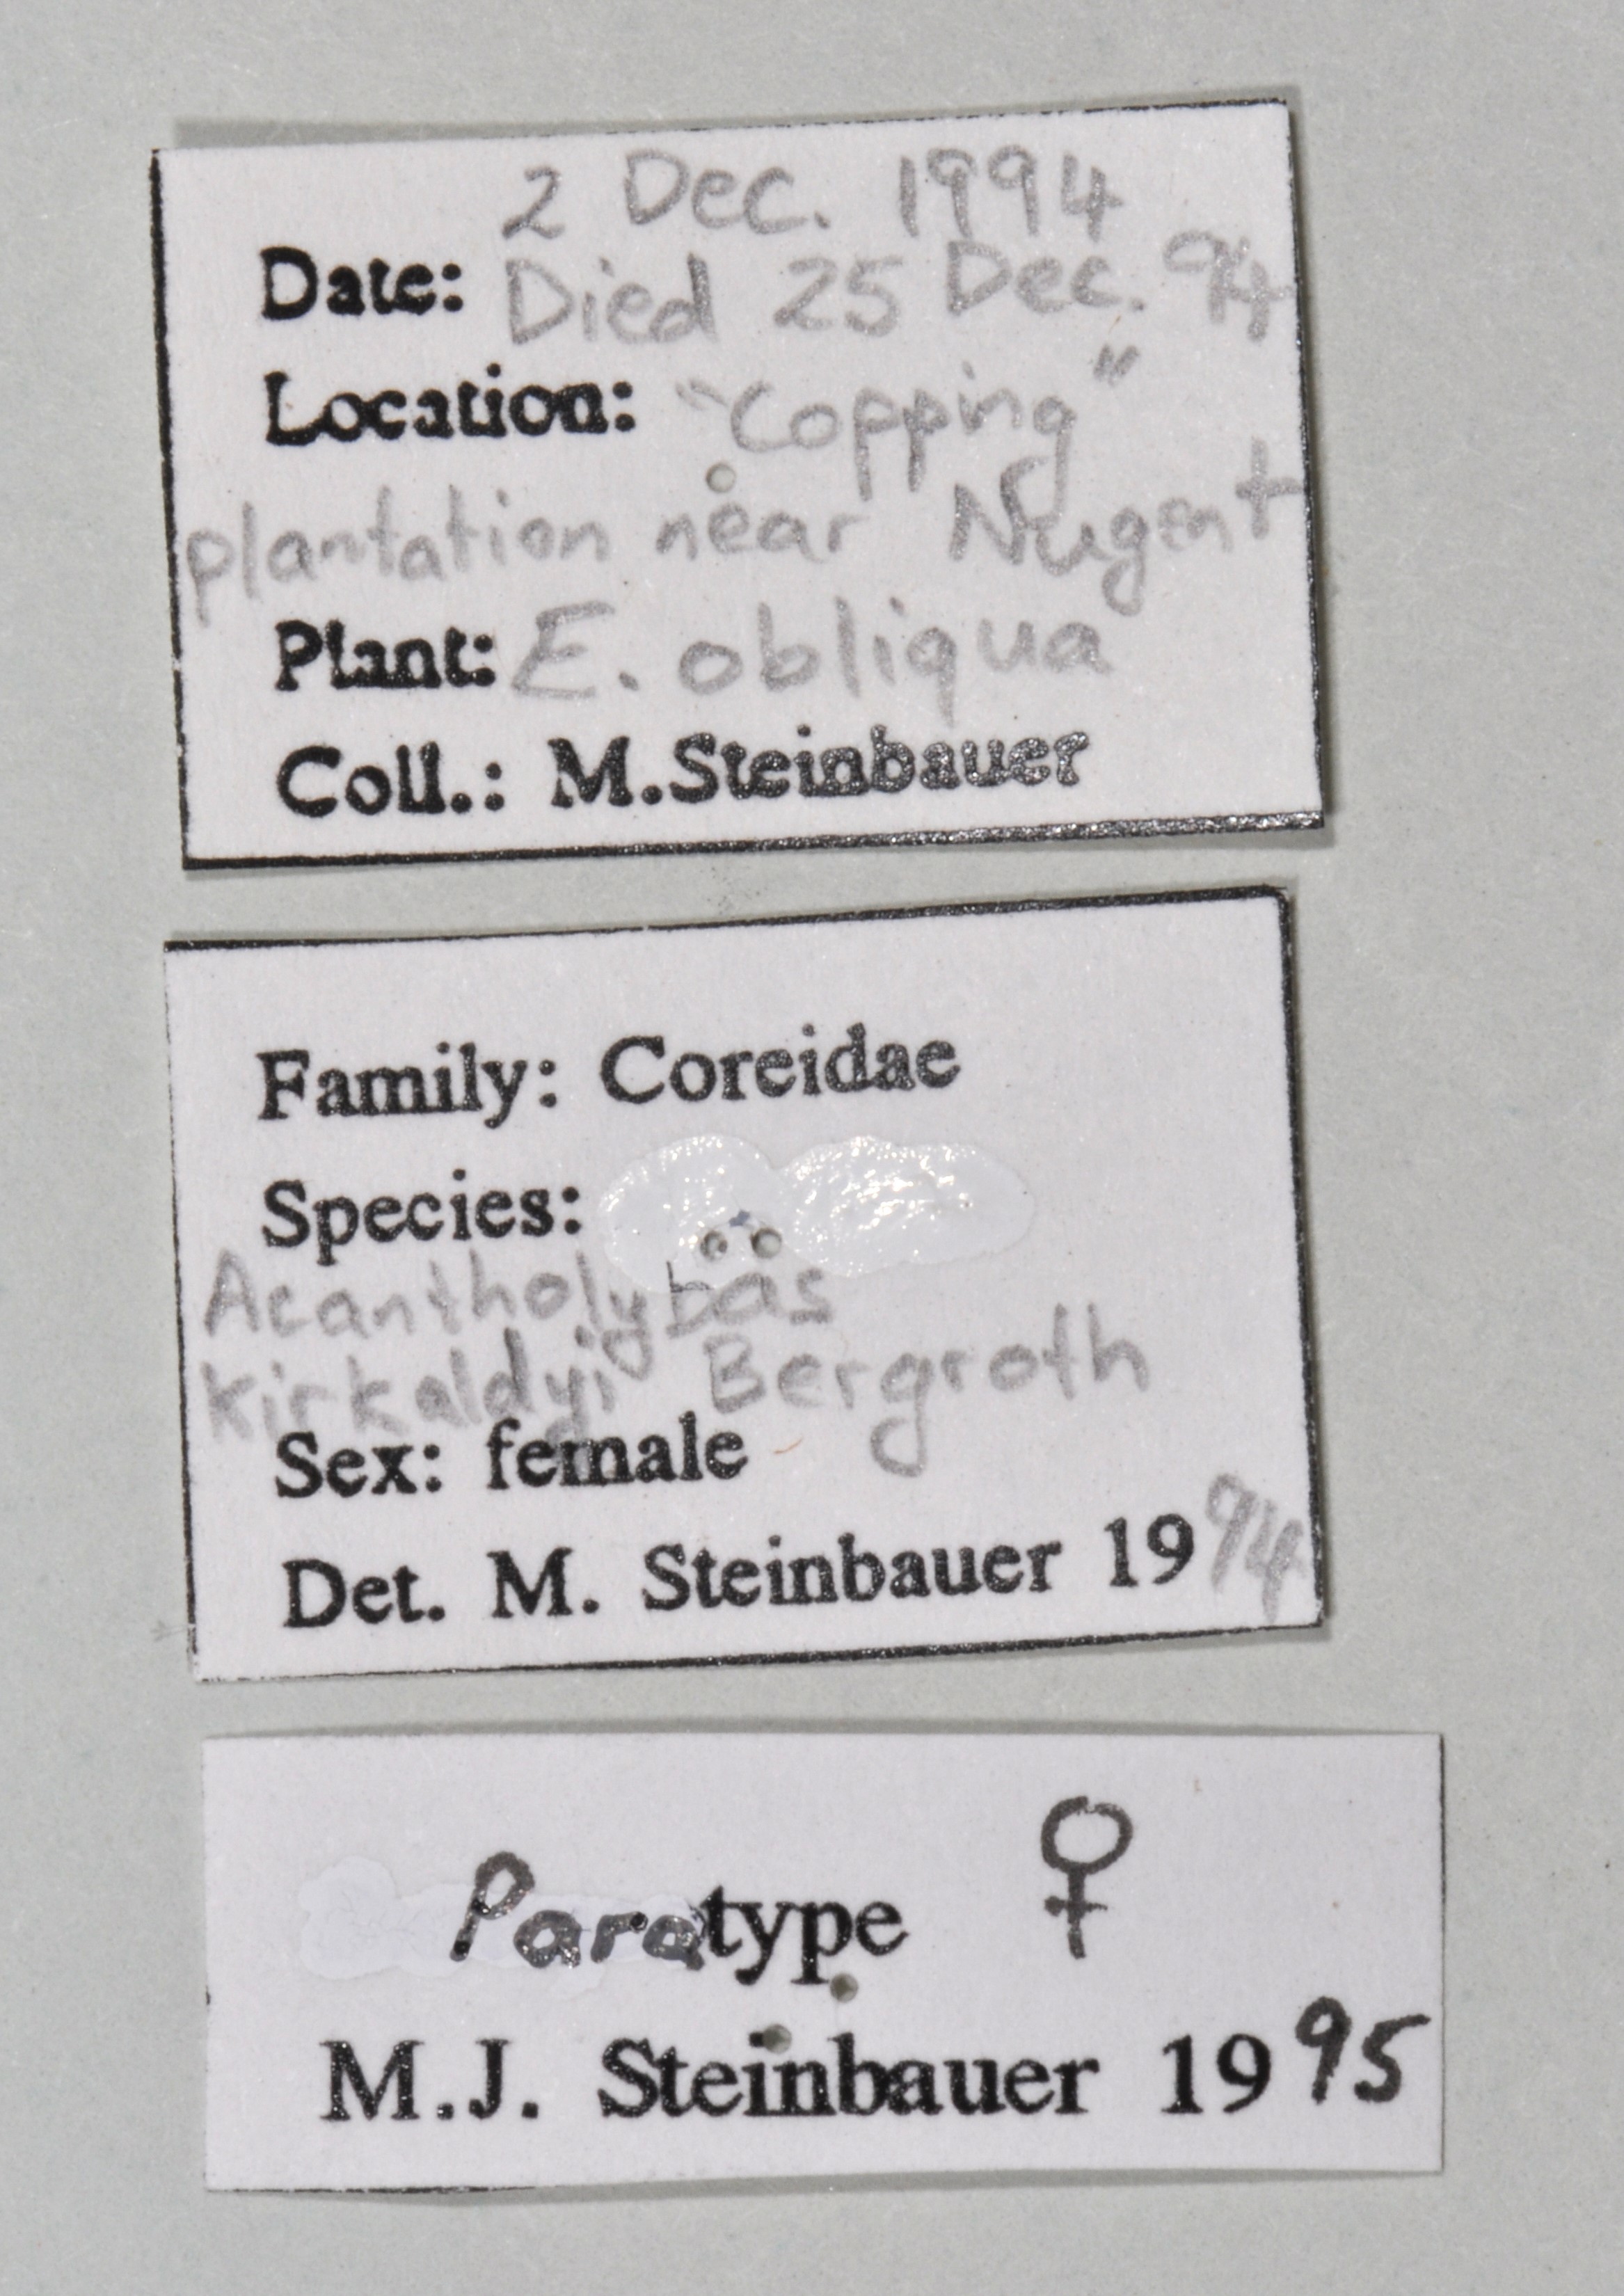 2 Dec. 1994
Date: Died 25 Dec. 94
Location: "Copping"
plantation near Nugent
Plant: E. obliqua
Coll.: M.Steinbauer
Family: Coreidae
Species:
Acantholybas
kirkaldyi Bergroth
Sex: female
Det. M. Steinbauer 1994
Paratype ♀
M.J. Steinbauer 1995